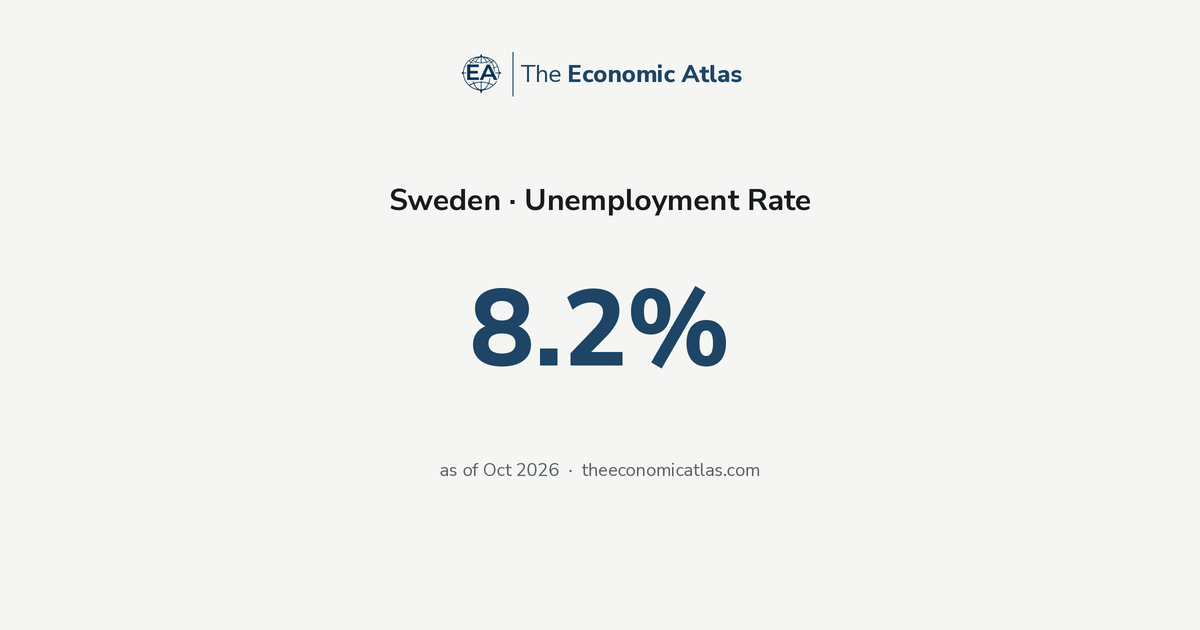 EA The Economic Atlas
Sweden · Unemployment Rate
8.2%
as of Oct 2026 · theeconomicatlas.com